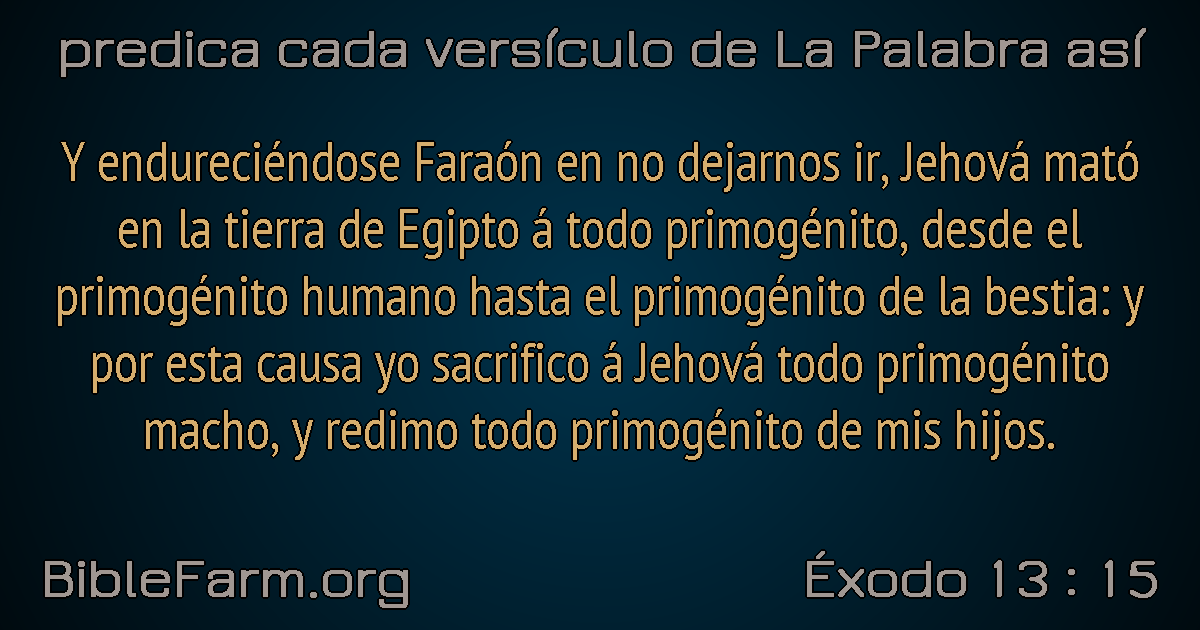 predica cada versículo de La Palabra así
Y endureciéndose Faraón en no dejarnos ir, Jehová mató
en la tierra de Egipto á todo primogénito, desde el
primogénito humano hasta el primogénito de la bestia: y
por esta causa yo sacrifico á Jehová todo primogénito
macho, y redimo todo primogénito de mis hijos.
BibleFarm.org
Éxodo 13 : 15